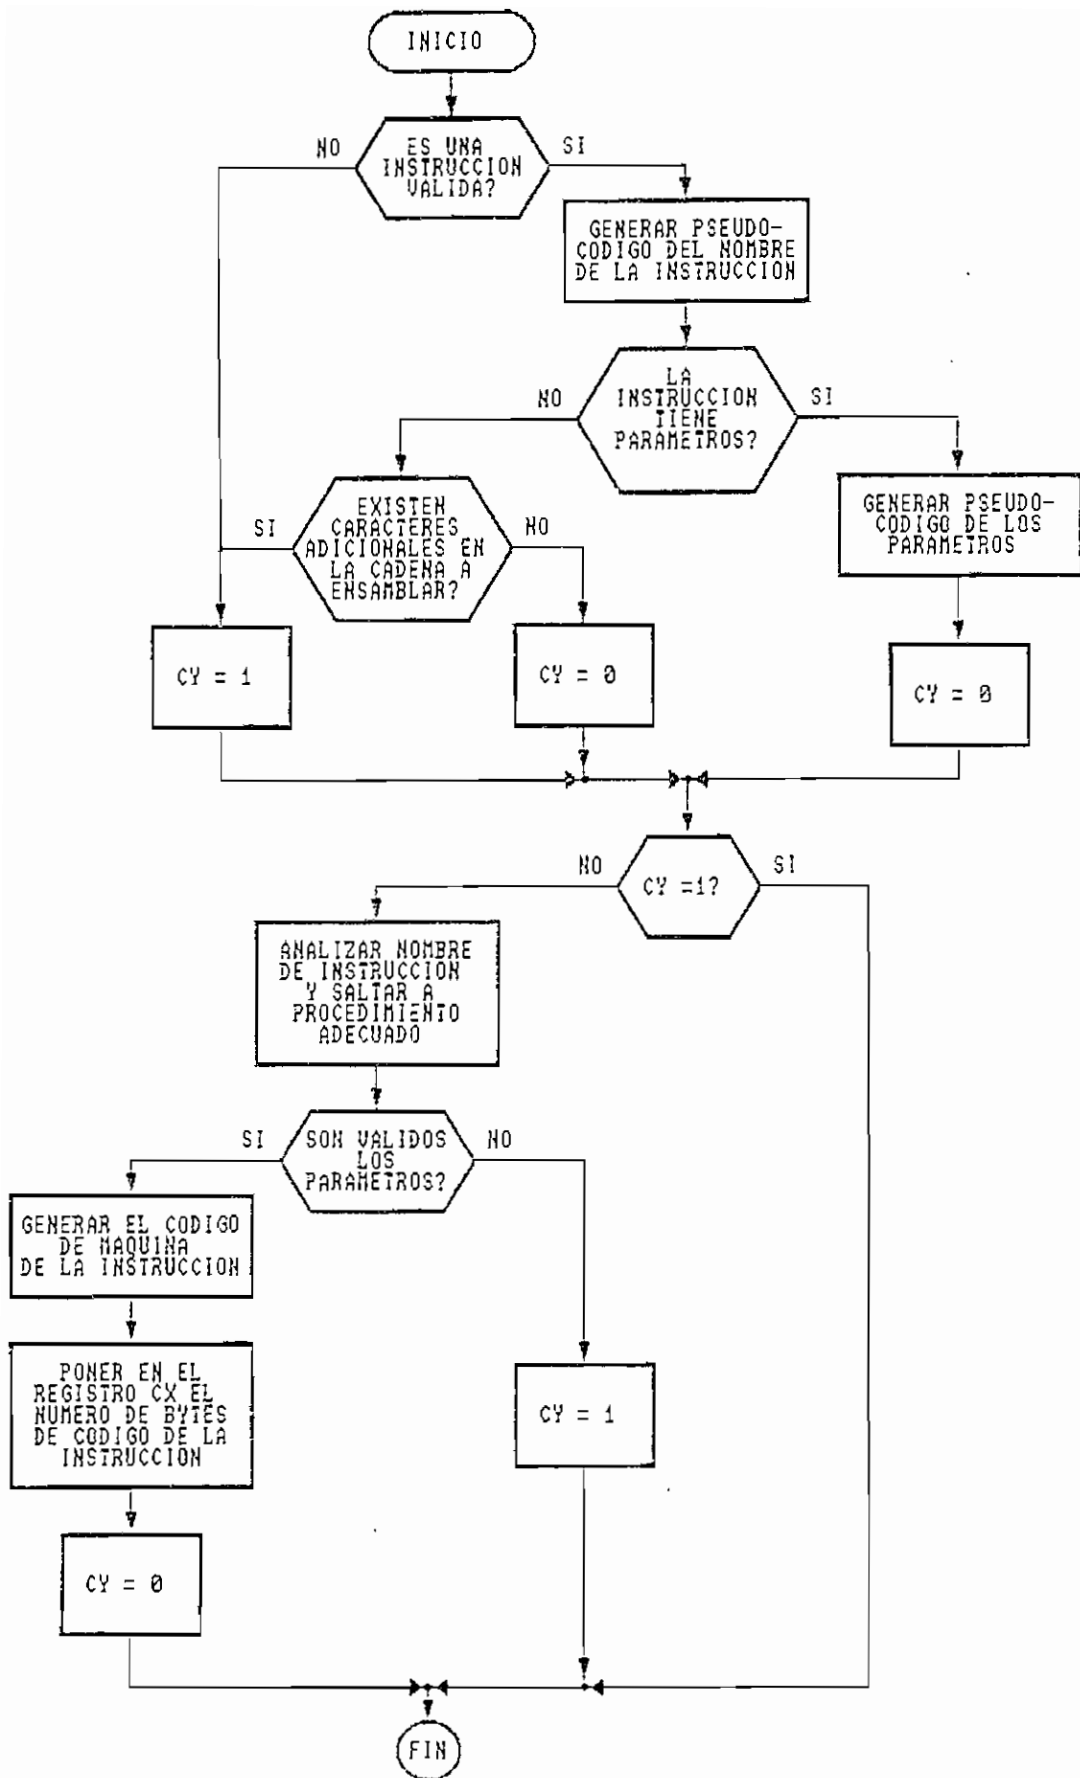 INICIO
NO
ES UNA
INSTRUCCION
VALIDA?
SI
GENERAR PSEUDO-
CODIGO DEL NOMBRE
DE LA INSTRUCCION
NO
LA
INSTRUCCION
TIENE
PARAMETROS?
SI
SI
EXISTEN
CARACTERES
ADICIONALES EN
LA CADENA A
ENSAMBLAR?
NO
GENERAR PSEUDO-
CODIGO DE LOS
PARAMETROS
CY = 1
CY = 0
CY = 0
NO
CY =1?
SI
ANALIZAR NOMBRE
DE INSTRUCCION
Y SALTAR A
PROCEDIMIENTO
ADECUADO
SI
SON VALIDOS
LOS
PARAMETROS?
NO
GENERAR EL CODIGO
DE MAQUINA
DE LA INSTRUCCION
PONER EN EL
REGISTRO CX EL
NUMERO DE BYTES
DE CODIGO DE LA
INSTRUCCION
CY = 1
CY = 0
FIN